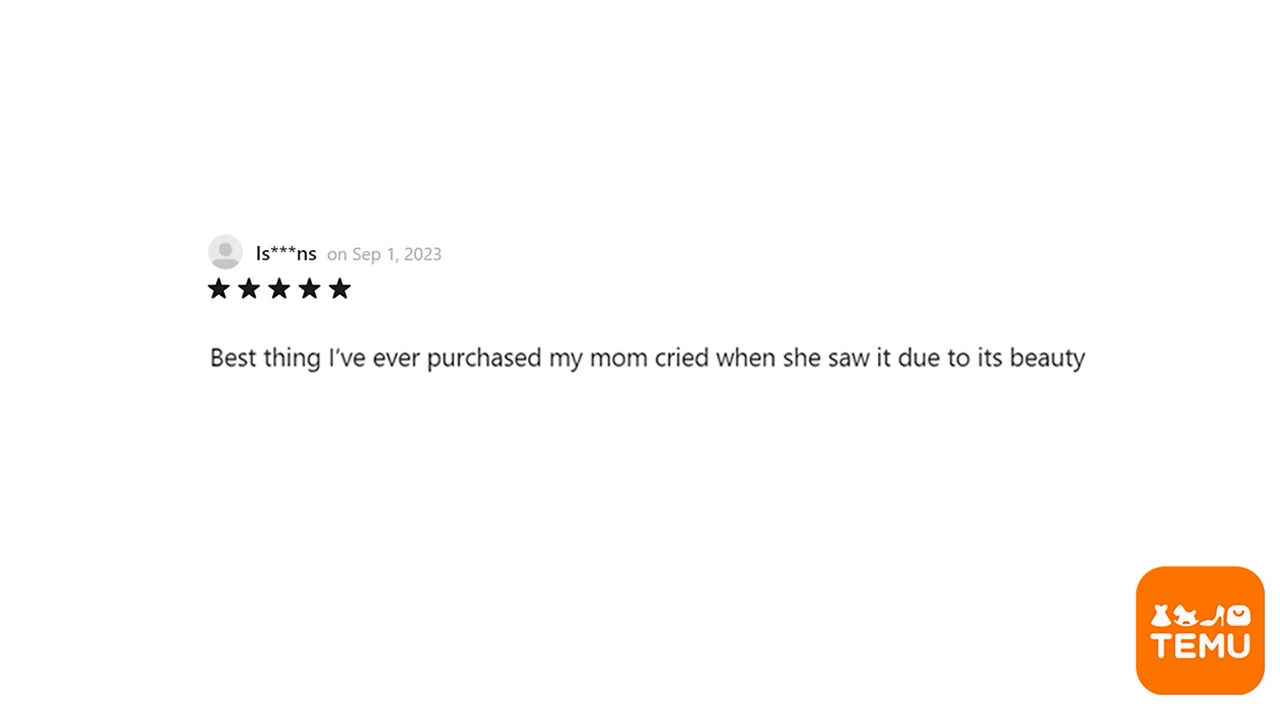 Is***ns on Sep 1, 2023
Best thing I’ve ever purchased my mom cried when she saw it due to its beauty
TEMU